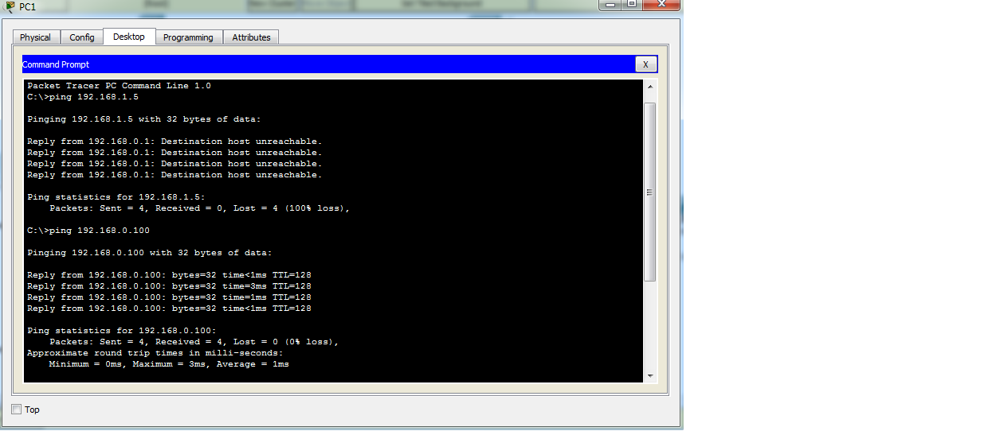 PC1
X
Physical Config Desktop Programming Attributes
Command Prompt
X
Packet Tracer PC Command Line 1.0
C:\>ping 192.168.1.5
Pinging 192.168.1.5 with 32 bytes of data:
Reply from 192.168.0.1: Destination host unreachable.
Reply from 192.168.0.1: Destination host unreachable.
Reply from 192.168.0.1: Destination host unreachable.
Reply from 192.168.0.1: Destination host unreachable.
Ping statistics for 192.168.1.5:
Packets: Sent = 4, Received = 0, Lost = 4 (100% loss),
C:\>ping 192.168.0.100
Pinging 192.168.0.100 with 32 bytes of data:
Reply from 192.168.0.100: bytes=32 time<1ms TTL=128
Reply from 192.168.0.100: bytes=32 time=3ms TTL=128
Reply from 192.168.0.100: bytes=32 time=1ms TTL=128
Reply from 192.168.0.100: bytes=32 time<1ms TTL=128
Ping statistics for 192.168.0.100:
Packets: Sent = 4, Received = 4, Lost = 0 (0% loss),
Approximate round trip times in milli-seconds:
Minimum = 0ms, Maximum = 3ms, Average = 1ms
Top